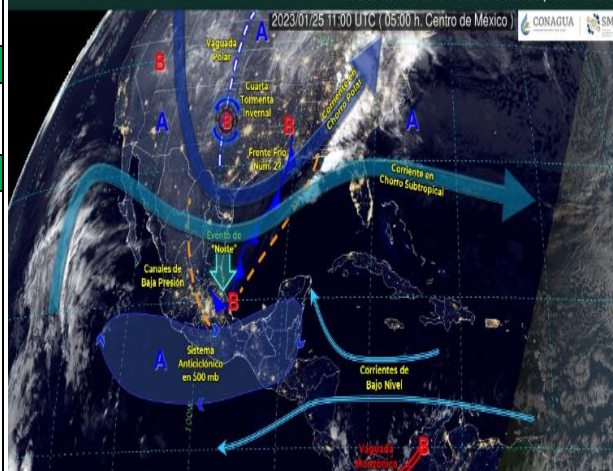 2023/01/25 11:00 UTC ( 05:00 h. Centro de México )
CONAGUA
Vaguada
Polar
A
B
Cuarta
Tormenta
Invernal
Corriente en
Chorro Polar
B
B
A
A
Frente Frío
Núm. 27
Corriente en
Chorro Subtropical
Evento de
"Norte"
Canales de
Baja Presión
B
Sistema
Anticiclónico
en 500 mb
A
Corrientes de
Bajo Nivel
Vaguada
Monzónica
B